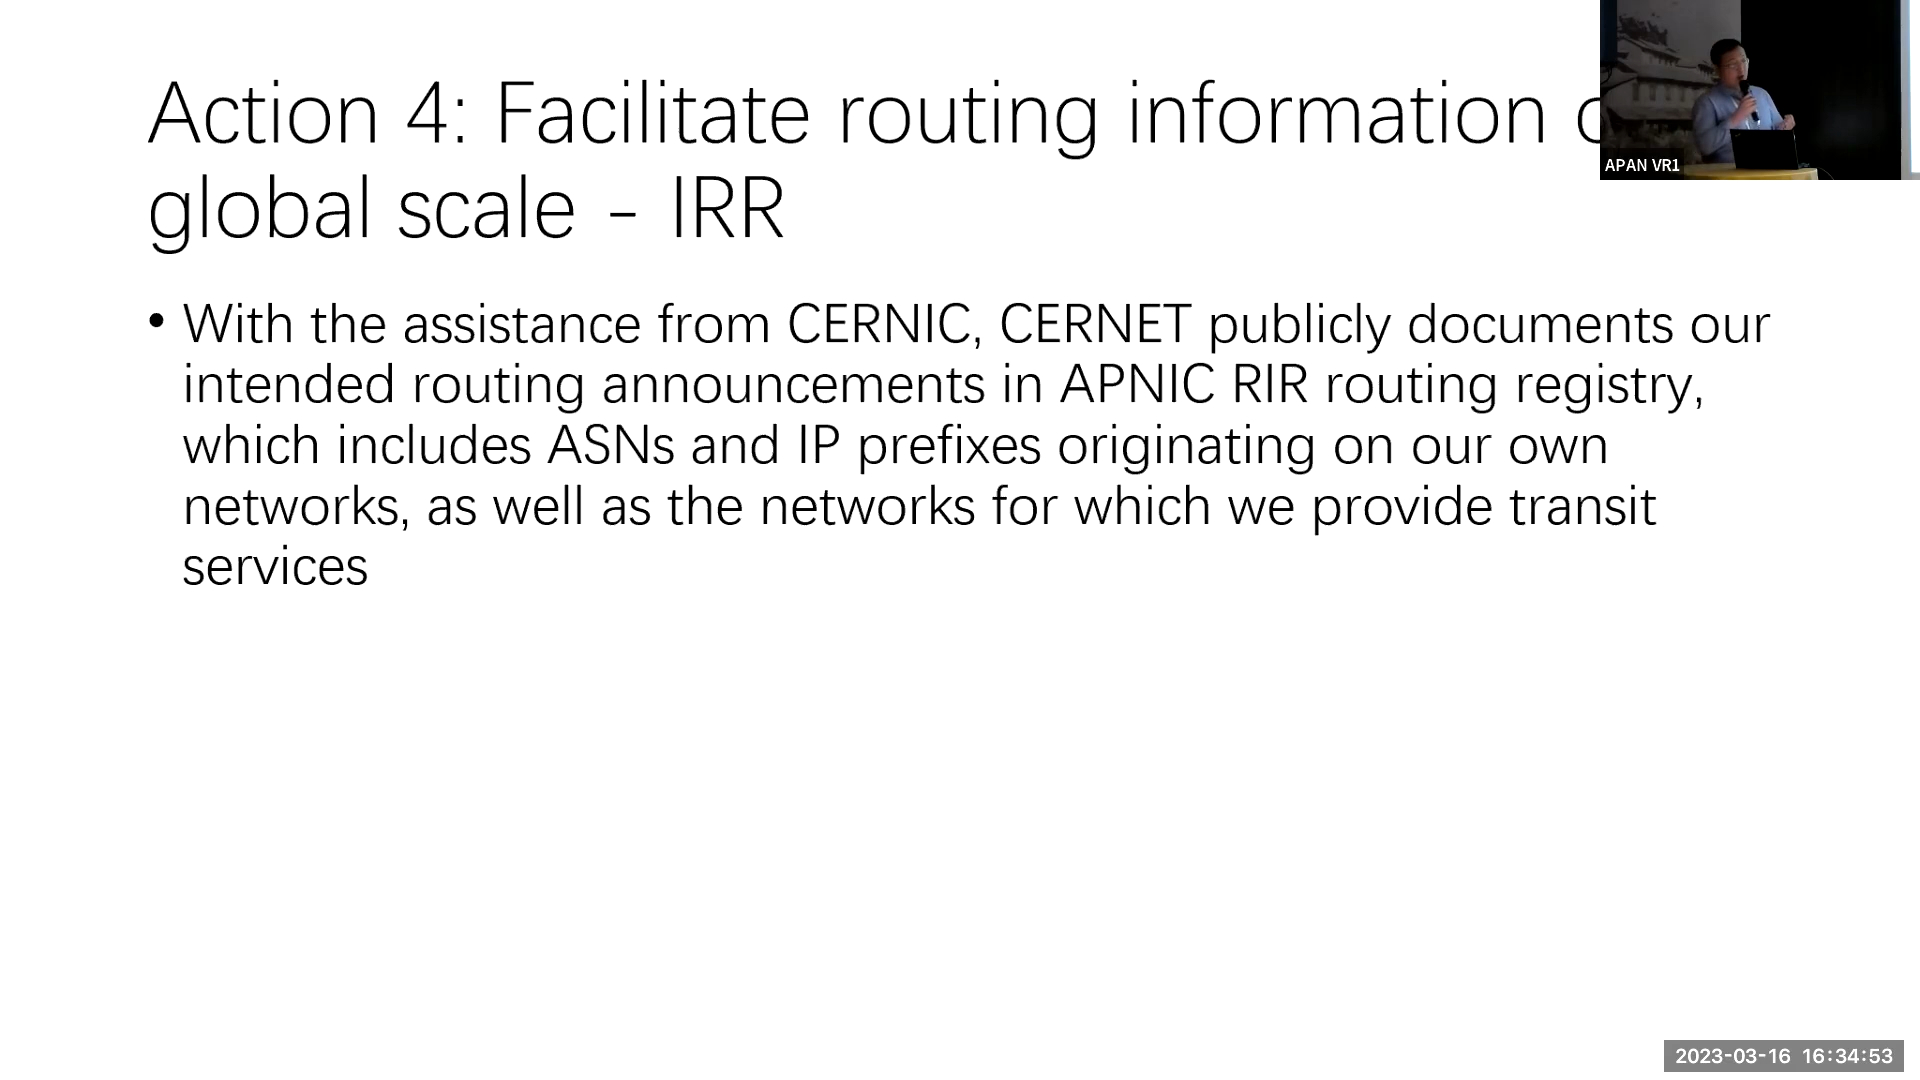 Action 4: Facilitate routing information
global scale - IRR
• With the assistance from CERNIC, CERNET publicly documents our
intended routing announcements in APNIC RIR routing registry,
which includes ASNs and IP prefixes originating on our own
networks, as well as the networks for which we provide transit
services
APAN VR1
2023-03-16 16:34:53